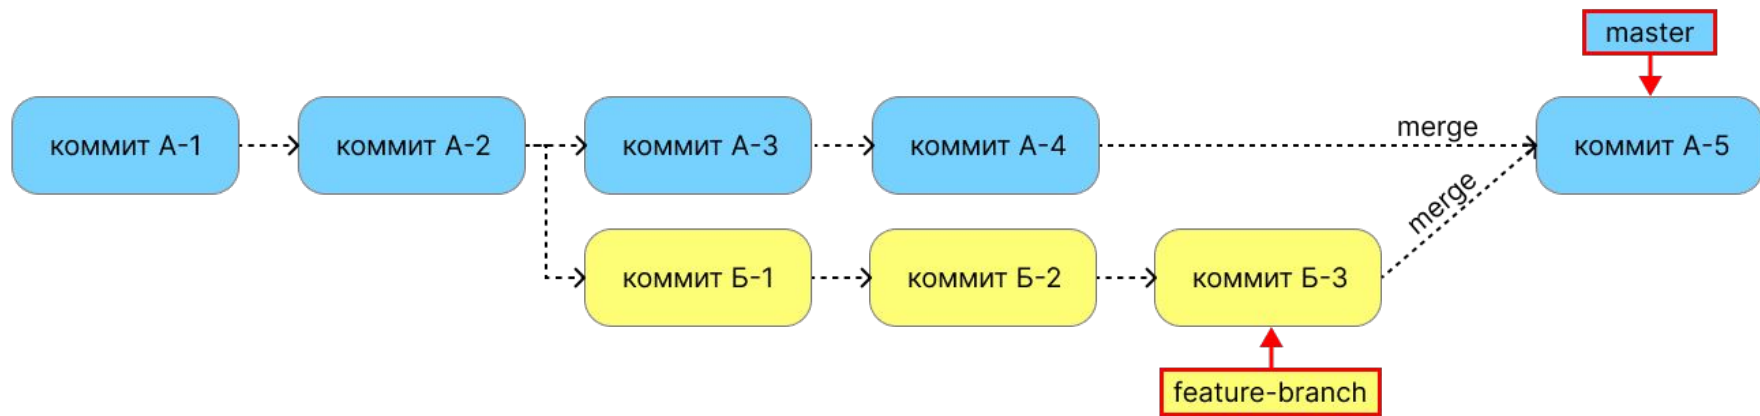 master
коммит А-1
коммит А-2
коммит А-3
коммит А-4
merge
коммит А-5
merge
коммит Б-1
коммит Б-2
коммит Б-3
feature-branch